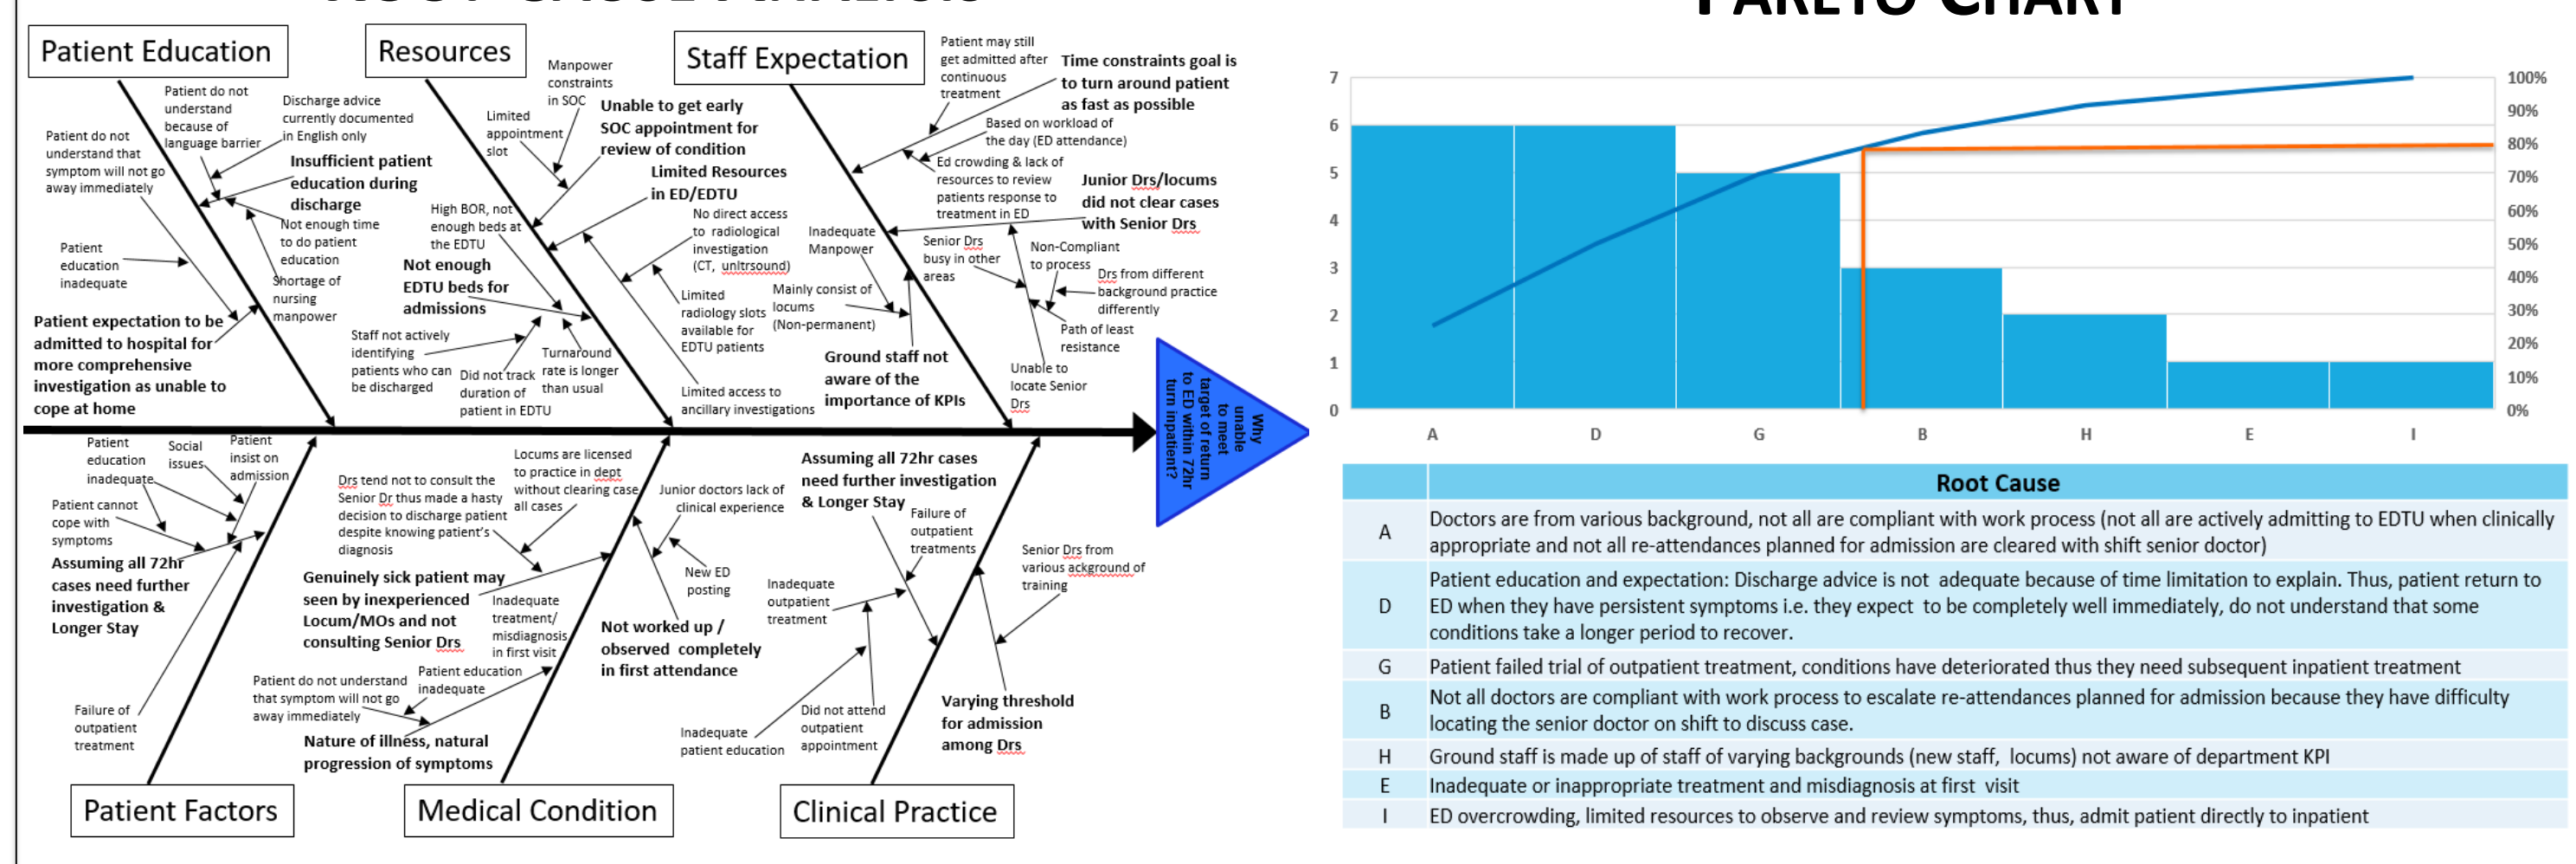 ROOT CAUSE ANALYSIS
PARETO CHART
Patient Education
Resources
Staff Expectation
Patient do not
understand
because of
language barrier
Discharge advice
currently documented
in English only
Patient do not
understand that
symptom will not go
away immediately
Insufficient patient
education during
discharge
Not enough time
to do patient
education
Shortage of
nursing
manpower
Patient
education
inadequate
Patient expectation to be
admitted to hospital for
more comprehensive
investigation as unable to
cope at home
Manpower
constraints
in SOC
Limited
appointment
slot
Unable to get early
SOC appointment for
review of condition
Limited Resources
in ED/EDTU
High BOR, not
enough beds at
the EDTU
Not enough
EDTU beds for
admissions
No direct access
to radiological
investigation
(CT, unltrsound)
Limited
radiology slots
available for
EDTU patients
Limited access to
ancillary investigations
Staff not actively
identifying
patients who can
be discharged
Did not track
duration of
patient in EDTU
Turnaround
rate is longer
than usual
Patient may still
get admitted after
continuous
treatment
Time constraints goal is
to turn around patient
as fast as possible
Based on workload of
the day (ED attendance)
Ed crowding & lack of
resources to review
patients response to
treatment in ED
Junior Drs/locums
did not clear cases
with Senior Drs
Inadequate
Manpower
Senior Drs
busy in other
areas
Non-Compliant
to process
Drs from different
background practice
differently
Path of least
resistance
Mainly consist of
locums
(Non-permanent)
Ground staff not
aware of the
importance of KPIs
Unable to
locate Senior
Drs
Why
unable
to meet
target of return
to ED within 72hr
turn inpatient?
Patient
education
inadequate
Social
issues
Patient
insist on
admission
Patient cannot
cope with
symptoms
Assuming all 72hr
cases need further
investigation &
Longer Stay
Failure of
outpatient
treatment
Drs tend not to consult the
Senior Dr thus made a hasty
decision to discharge patient
despite knowing patient's
diagnosis
Locums are licensed
to practice in dept
without clearing case
all cases
Junior doctors lack of
clinical experience
New ED
posting
Genuinely sick patient may
seen by inexperienced
Locum/MOs and not
consulting Senior Drs
Inadequate
treatment/
misdiagnosis
in first visit
Not worked up /
observed completely
in first attendance
Patient do not understand
that symptom will not go
away immediately
Patient education
inadequate
Nature of illness, natural
progression of symptoms
Assuming all 72hr cases
need further investigation
& Longer Stay
Failure of
outpatient
treatments
Senior Drs from
various ackground of
training
Inadequate
outpatient
treatment
Inadequate
patient education
Did not attend
outpatient
appointment
Varying threshold
for admission
among Drs
Patient Factors
Medical Condition
Clinical Practice
7
6
5
4
3
2
1
0
100%
90%
80%
70%
60%
50%
40%
30%
20%
10%
0%
A D G B H E I
Root Cause
A Doctors are from various background, not all are compliant with work process (not all are actively admitting to EDTU when clinically
appropriate and not all re-attendances planned for admission are cleared with shift senior doctor)
D Patient education and expectation: Discharge advice is not adequate because of time limitation to explain. Thus, patient return to
ED when they have persistent symptoms i.e. they expect to be completely well immediately, do not understand that some
conditions take a longer period to recover.
G Patient failed trial of outpatient treatment, conditions have deteriorated thus they need subsequent inpatient treatment
B Not all doctors are compliant with work process to escalate re-attendances planned for admission because they have difficulty
locating the senior doctor on shift to discuss case.
H Ground staff is made up of staff of varying backgrounds (new staff, locums) not aware of department KPI
E Inadequate or inappropriate treatment and misdiagnosis at first visit
I ED overcrowding, limited resources to observe and review symptoms, thus, admit patient directly to inpatient